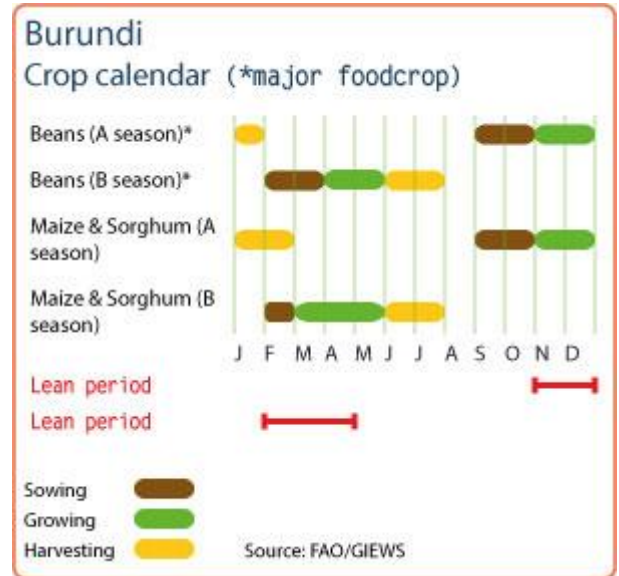 Burundi
Crop calendar (*major foodcrop)
Beans (A season)*
Beans (B season)*
Maize & Sorghum (A
season)
Maize & Sorghum (B
season)
J F M A M J J A S O N D
Lean period
Lean period
Sowing
Growing
Harvesting Source: FAO/GIEWS